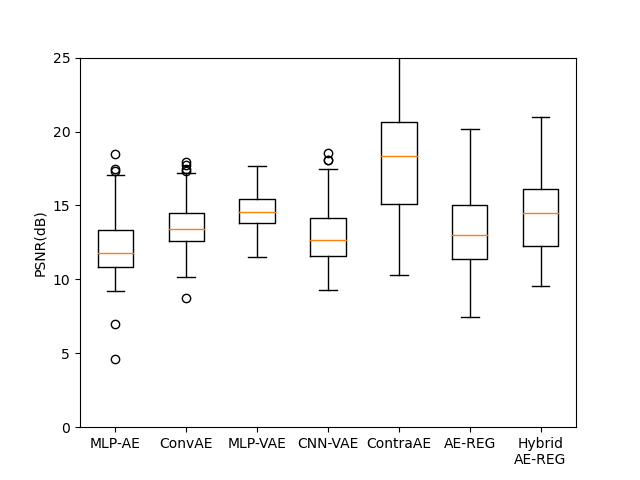 25
20
15
10
5
0
PSNR(dB)
MLP-AE
ConvAE
MLP-VAE
CNN-VAE
ContraAE
AE-REG
Hybrid
AE-REG